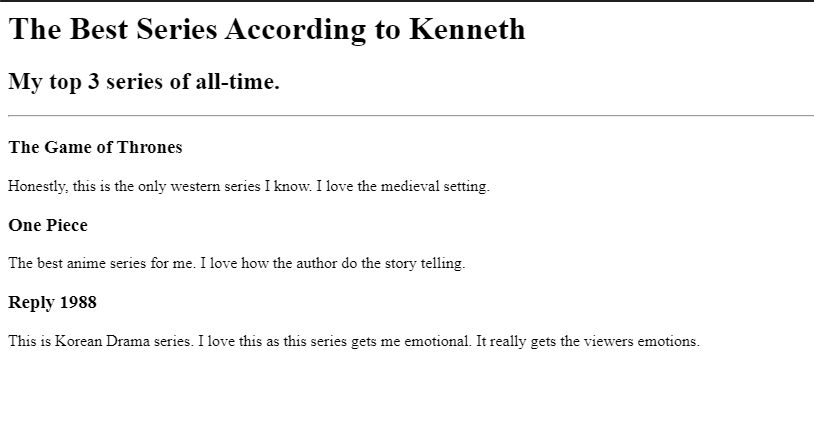 The Best Series According to Kenneth
My top 3 series of all-time.
The Game of Thrones
Honestly, this is the only western series I know. I love the medieval setting.
One Piece
The best anime series for me. I love how the author do the story telling.
Reply 1988
This is Korean Drama series. I love this as this series gets me emotional. It really gets the viewers emotions.